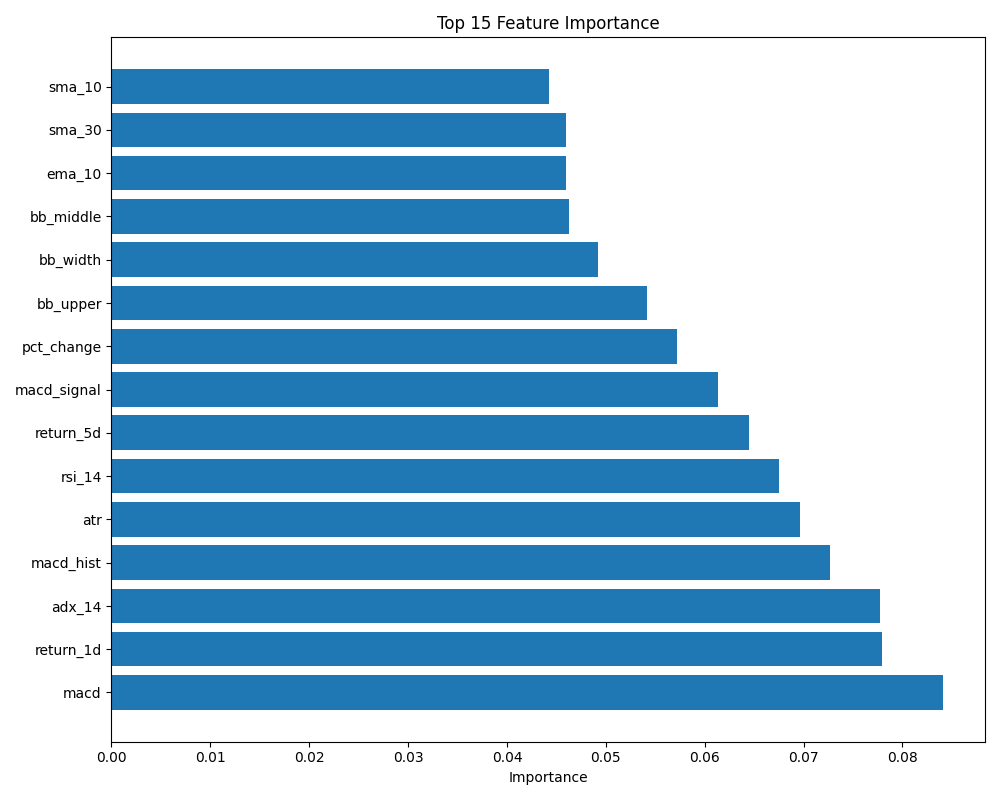 Top 15 Feature Importance
sma_10
sma_30
ema_10
bb_middle
bb_width
bb_upper
pct_change
macd_signal
return_5d
rsi_14
atr
macd_hist
adx_14
return_1d
macd
0.00 0.01 0.02 0.03 0.04 0.05 0.06 0.07 0.08
Importance